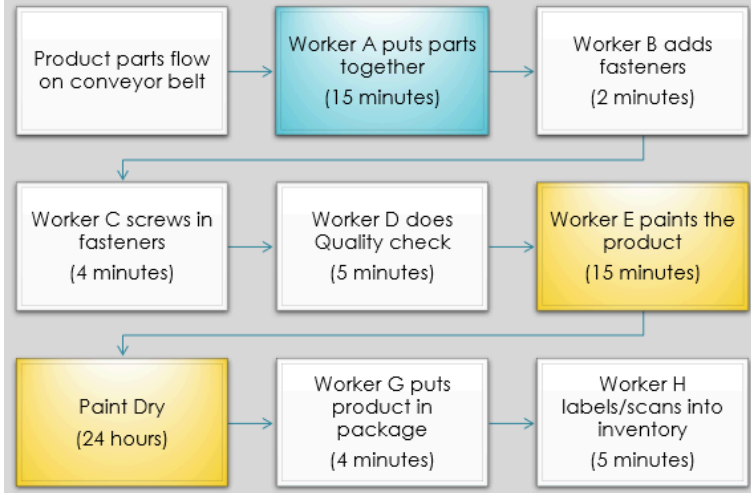 Product parts flow
on conveyor belt
Worker A puts parts
together
(15 minutes)
Worker B adds
fasteners
(2 minutes)
Worker C screws in
fasteners
(4 minutes)
Worker D does
Quality check
(5 minutes)
Worker E paints the
product
(15 minutes)
Paint Dry
(24 hours)
Worker G puts
product in
package
(4 minutes)
Worker H
labels/scans into
inventory
(5 minutes)